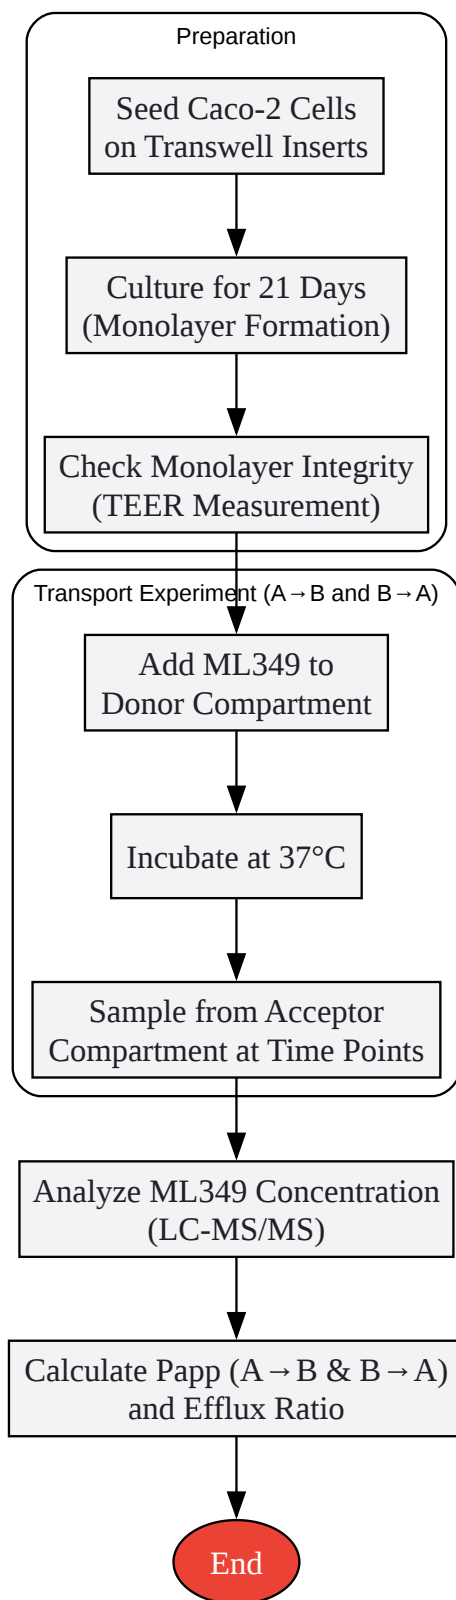 Preparation
Seed Caco-2 Cells
on Transwell Inserts
Culture for 21 Days
(Monolayer Formation)
Check Monolayer Integrity
(TEER Measurement)
Transport Experiment (A→B and B→A)
Add ML349 to
Donor Compartment
Incubate at 37°C
Sample from Acceptor
Compartment at Time Points
Analyze ML349 Concentration
(LC-MS/MS)
Calculate Papp (A→B & B→A)
and Efflux Ratio
End